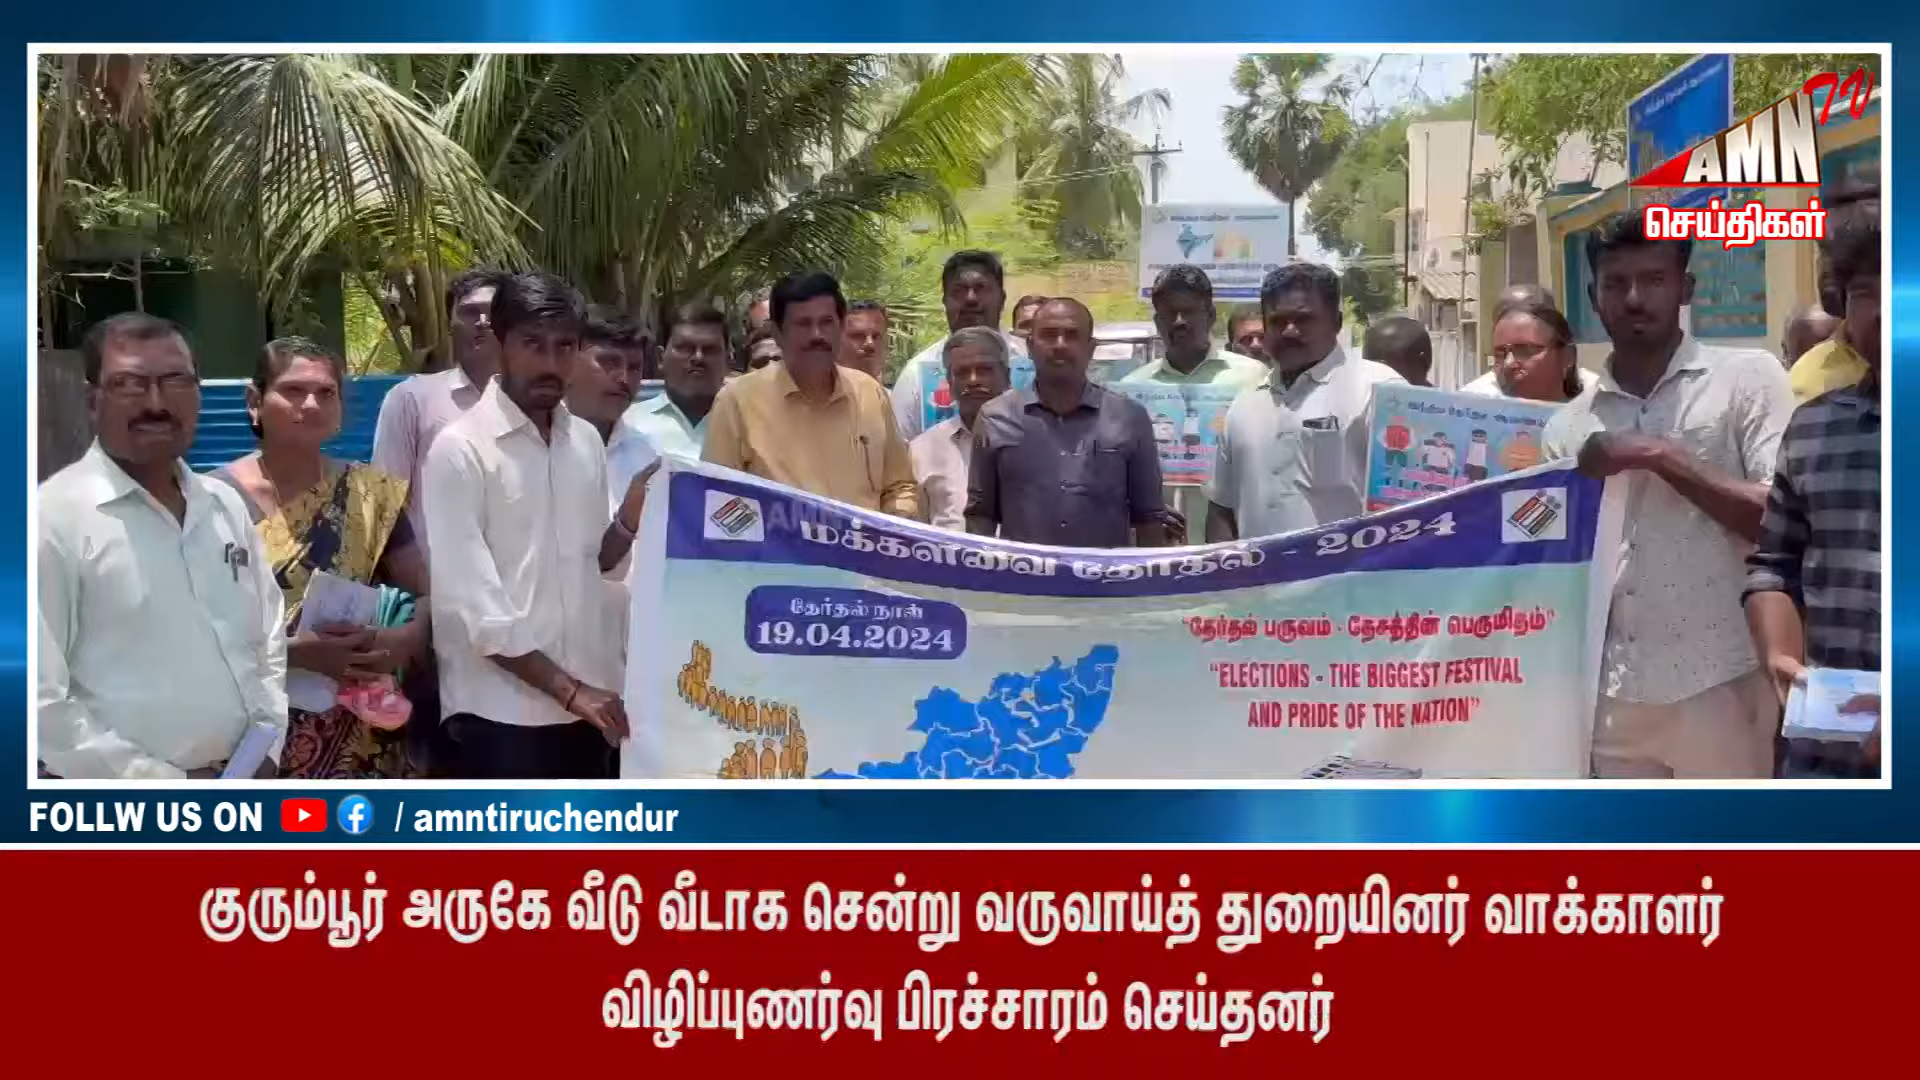 AMN TV
செய்திகள்
மக்களவை தேர்தல் - 2024
தேர்தல் நாள்
19.04.2024
"தேர்தல் பருவம் - தேசத்தின் பெருமிதம்"
"ELECTIONS - THE BIGGEST FESTIVAL
AND PRIDE OF THE NATION"
FOLLW US ON / amntiruchendur
குரும்பூர் அருகே வீடு வீடாக சென்று வருவாய்த் துறையினர் வாக்காளர்
விழிப்புணர்வு பிரச்சாரம் செய்தனர்